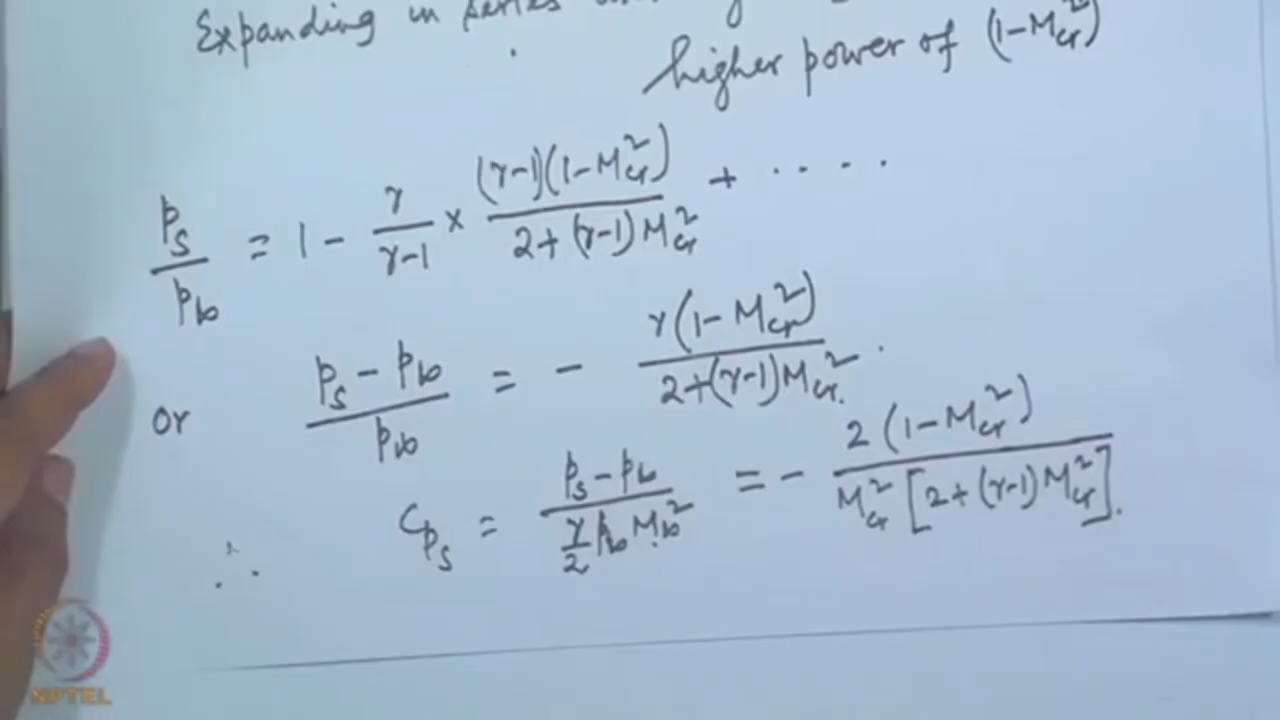 Expanding in series
higher power of (1-M_cr^2)
p_s/p_∞ = 1 - γ/(γ-1) × (γ-1)(1-M_cr^2)/(2+(γ-1)M_cr^2) + ....
or (p_s - p_∞)/p_∞ = - γ(1-M_cr^2)/(2+(γ-1)M_cr^2).
∴ C_p_s = (p_s - p_∞)/(γ/2 p_∞ M_∞^2) = - 2(1-M_cr^2)/(M_cr^2[2+(γ-1)M_cr^2]).
NPTEL